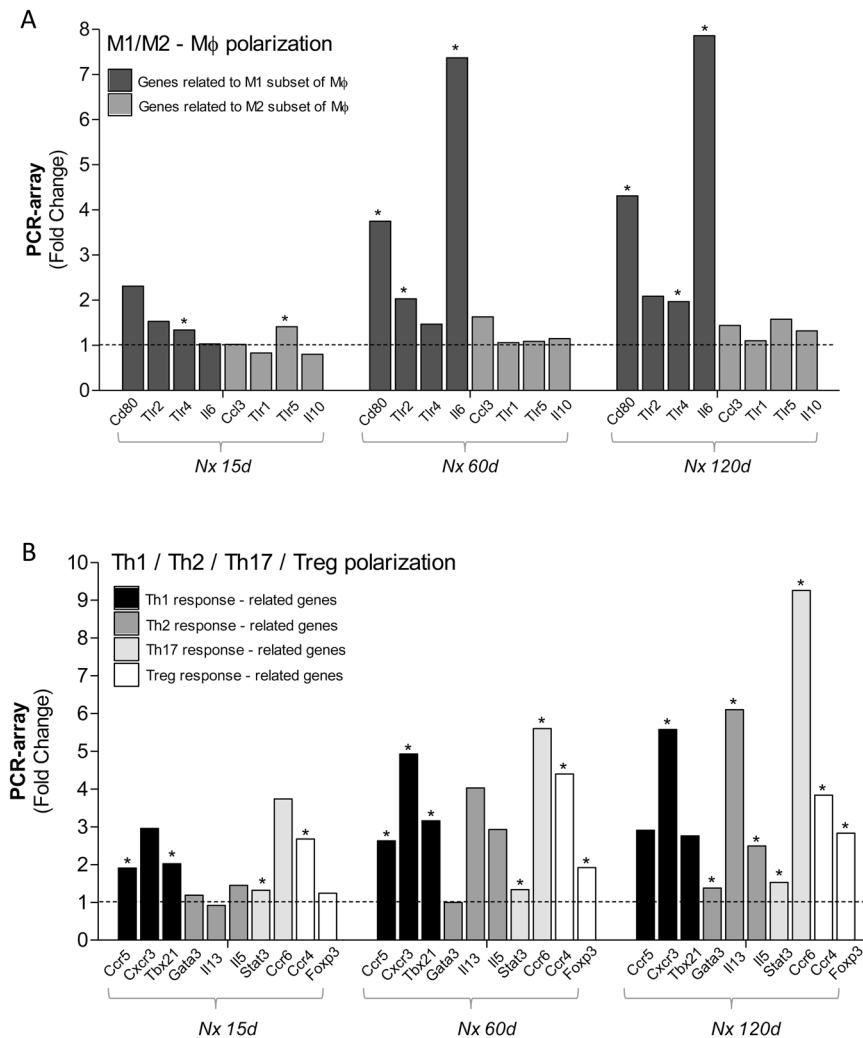 A
M1/M2 - Mϕ polarization
Genes related to M1 subset of Mϕ
Genes related to M2 subset of Mϕ
PCR-array
(Fold Change)
8
7
6
5
4
3
2
1
0
* * * * * * * *
Cd80 Tlr2 Tlr4 Il6 Ccl3 Tlr1 Tlr5 Il10 Cd80 Tlr2 Tlr4 Il6 Ccl3 Tlr1 Tlr5 Il10 Cd80 Tlr2 Tlr4 Il6 Ccl3 Tlr1 Tlr5 Il10
Nx 15d Nx 60d Nx 120d
B
Th1 / Th2 / Th17 / Treg polarization
Th1 response - related genes
Th2 response - related genes
Th17 response - related genes
Treg response - related genes
PCR-array
(Fold Change)
10
9
8
7
6
5
4
3
2
1
0
* * * * * * * * * * * * * * * * * * *
Ccr5 Cxcr3 Tbx21 Gata3 Il13 Il5 Stat3 Ccr6 Ccr4 Foxp3 Ccr5 Cxcr3 Tbx21 Gata3 Il13 Il5 Stat3 Ccr6 Ccr4 Foxp3 Ccr5 Cxcr3 Tbx21 Gata3 Il13 Il5 Stat3 Ccr6 Ccr4 Foxp3
Nx 15d Nx 60d Nx 120d